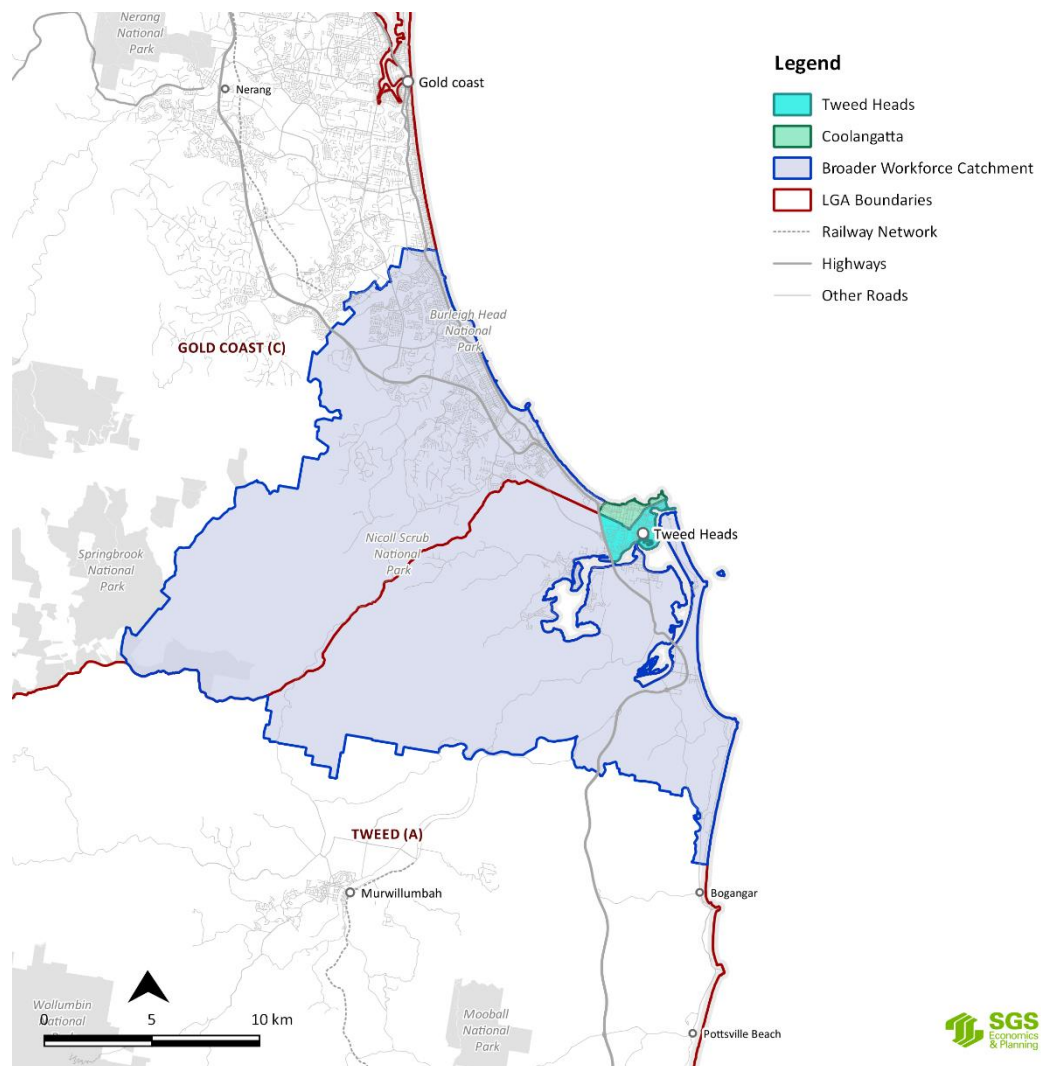 Nerang
National
Park
Gold coast
Nerang
Legend
Tweed Heads
Coolangatta
Broader Workforce Catchment
LGA Boundaries
Railway Network
Highways
Other Roads
Burleigh Head
National
Park
GOLD COAST (C)
Tweed Heads
Nicoll Scrub
National
Park
Springbrook
National
Park
TWEED (A)
Murwillumbah
Bogangar
Wollumbin
National
Park
0 5 10 km
Mooball
National
Park
Pottsville Beach
SGS
Economics
& Planning